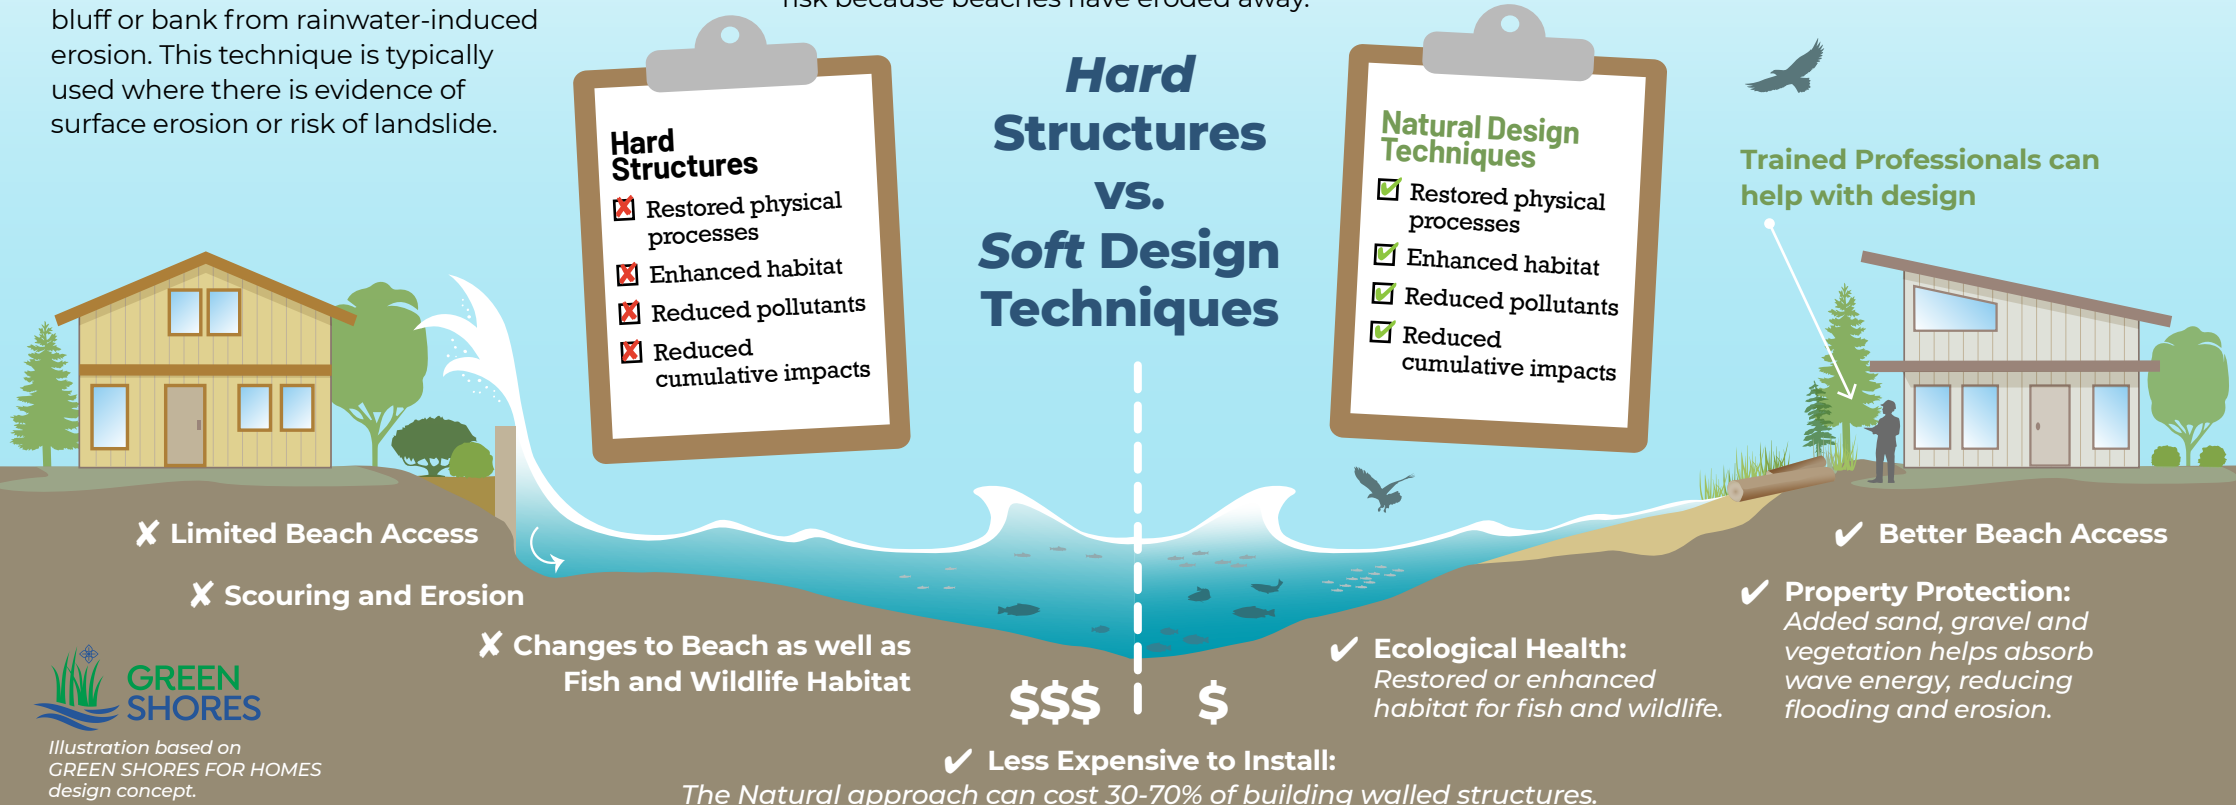 bluff or bank from rainwater-induced
erosion. This technique is typically
used where there is evidence of
surface erosion or risk of landslide.
risk because beaches have eroded away.
Hard
Structures
Restored physical
processes
Enhanced habitat
Reduced pollutants
Reduced
cumulative impacts
Hard
Structures
vs.
Soft Design
Techniques
Natural Design
Techniques
Restored physical
processes
Enhanced habitat
Reduced pollutants
Reduced
cumulative impacts
Trained Professionals can
help with design
✘ Limited Beach Access
✘ Scouring and Erosion
✘ Changes to Beach as well as
Fish and Wildlife Habitat
$$$
$
✔ Better Beach Access
✔ Property Protection:
Added sand, gravel and
vegetation helps absorb
wave energy, reducing
flooding and erosion.
✔ Ecological Health:
Restored or enhanced
habitat for fish and wildlife.
✔ Less Expensive to Install:
The Natural approach can cost 30-70% of building walled structures.
GREEN
SHORES
Illustration based on
GREEN SHORES FOR HOMES
design concept.